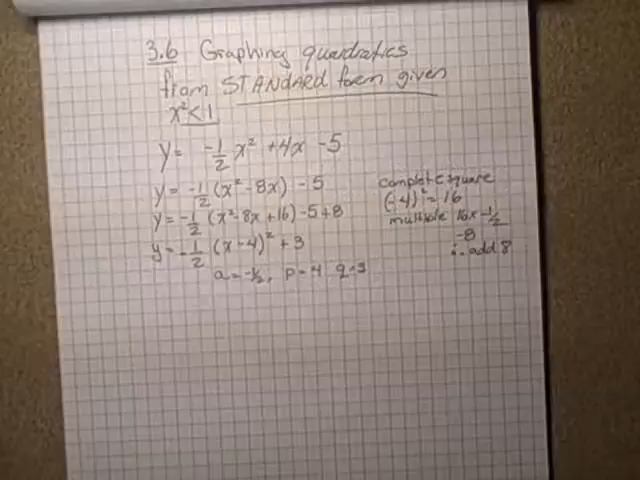 3.6 Graphing quadratics
from STANDARD form given
x² < 1
y = -1/2 x² + 4x - 5
y = -1/2 (x² - 8x) - 5
y = -1/2 (x² - 8x + 16) - 5 + 8
y = -1/2 (x - 4)² + 3
a = -1/2, p = 4 q = 3
complete square
(-4)² = 16
multiple 16 x -1/2
-8
∴ add 8